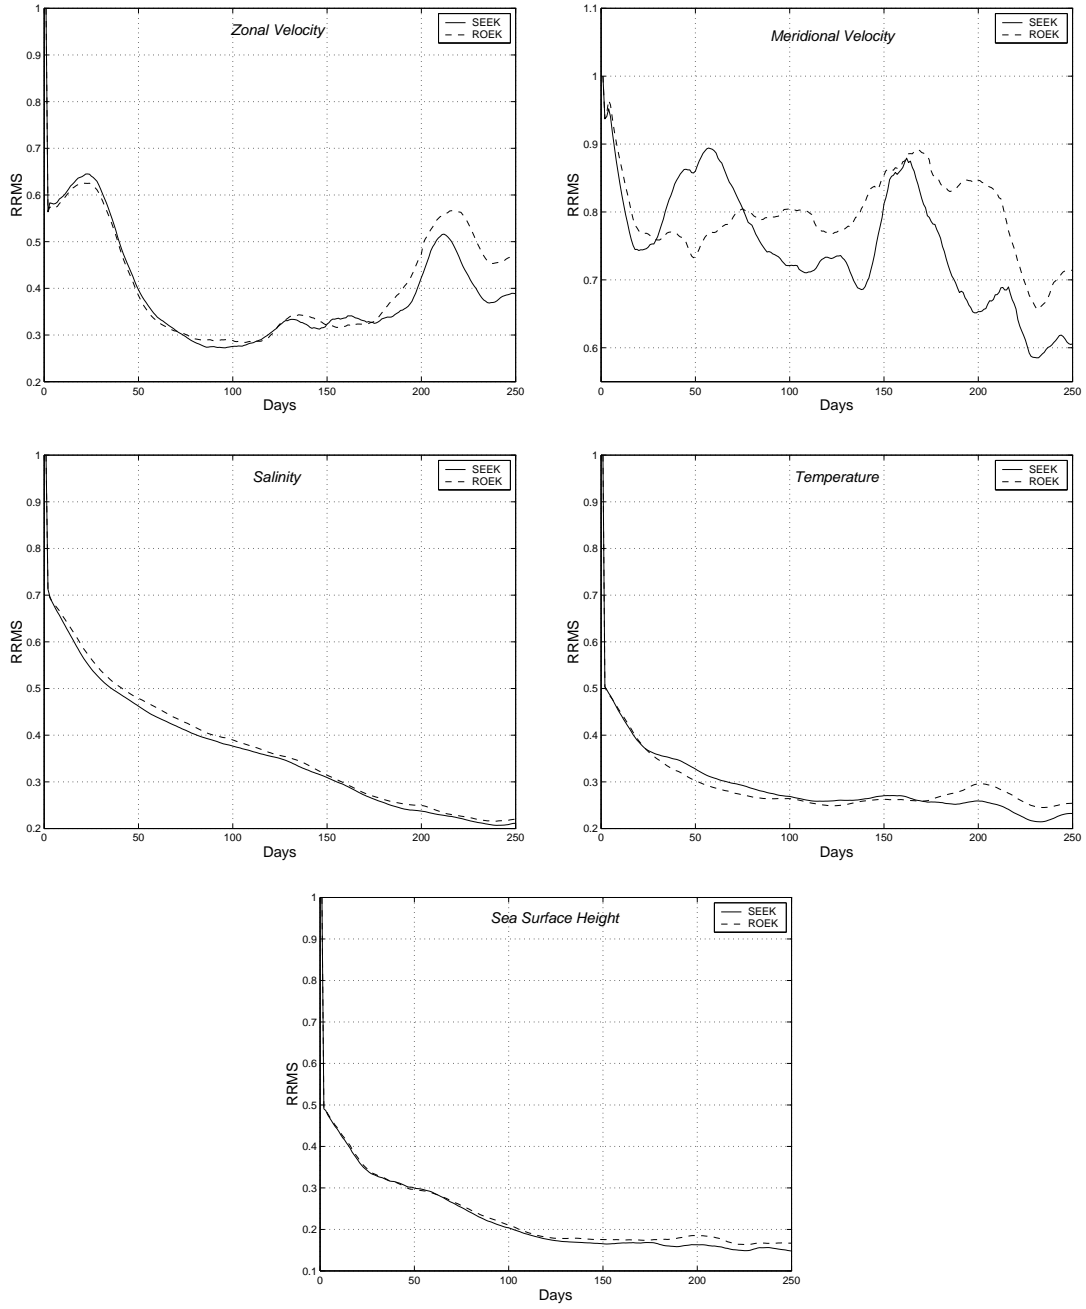 Zonal Velocity
SEEK
ROEK
1
0.9
0.8
0.7
0.6
0.5
0.4
0.3
0.2
RRMS
0 50 100 150 200 250
Days
Meridional Velocity
SEEK
ROEK
1.1
1
0.9
0.8
0.7
0.6
RRMS
0 50 100 150 200 250
Days
Salinity
SEEK
ROEK
1
0.9
0.8
0.7
0.6
0.5
0.4
0.3
0.2
RRMS
0 50 100 150 200 250
Days
Temperature
SEEK
ROEK
1
0.9
0.8
0.7
0.6
0.5
0.4
0.3
0.2
RRMS
0 50 100 150 200 250
Days
Sea Surface Height
SEEK
ROEK
1
0.9
0.8
0.7
0.6
0.5
0.4
0.3
0.2
0.1
RRMS
0 50 100 150 200 250
Days